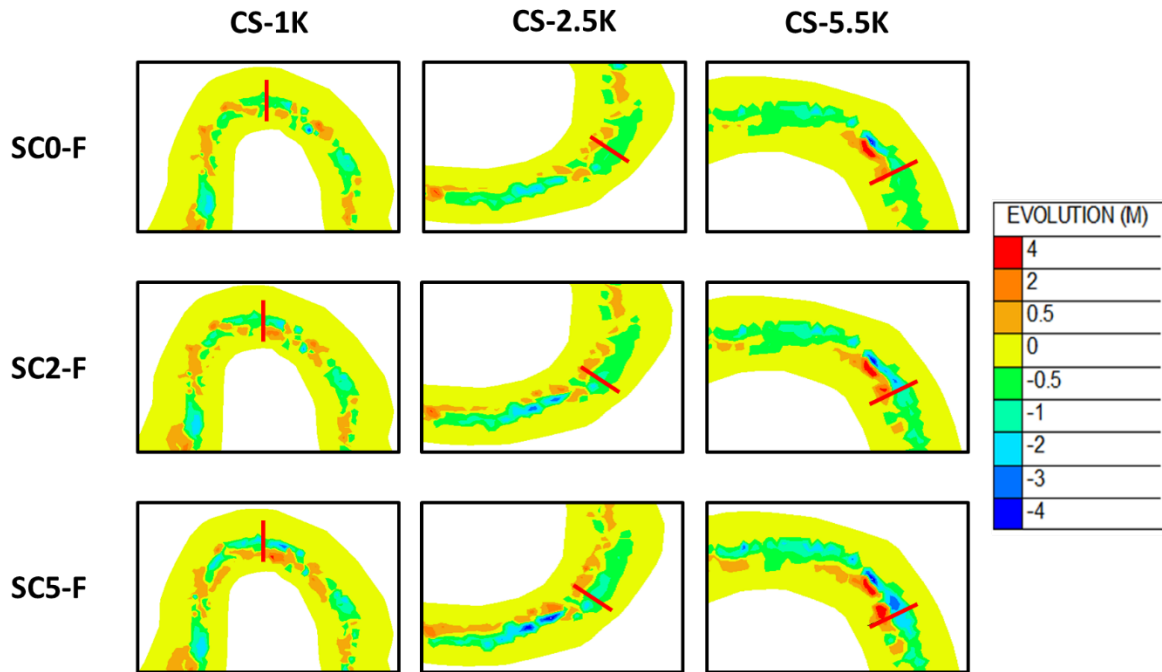 CS-1K CS-2.5K CS-5.5K
SC0-F
SC2-F
SC5-F
EVOLUTION (M)
4
2
0.5
0
-0.5
-1
-2
-3
-4